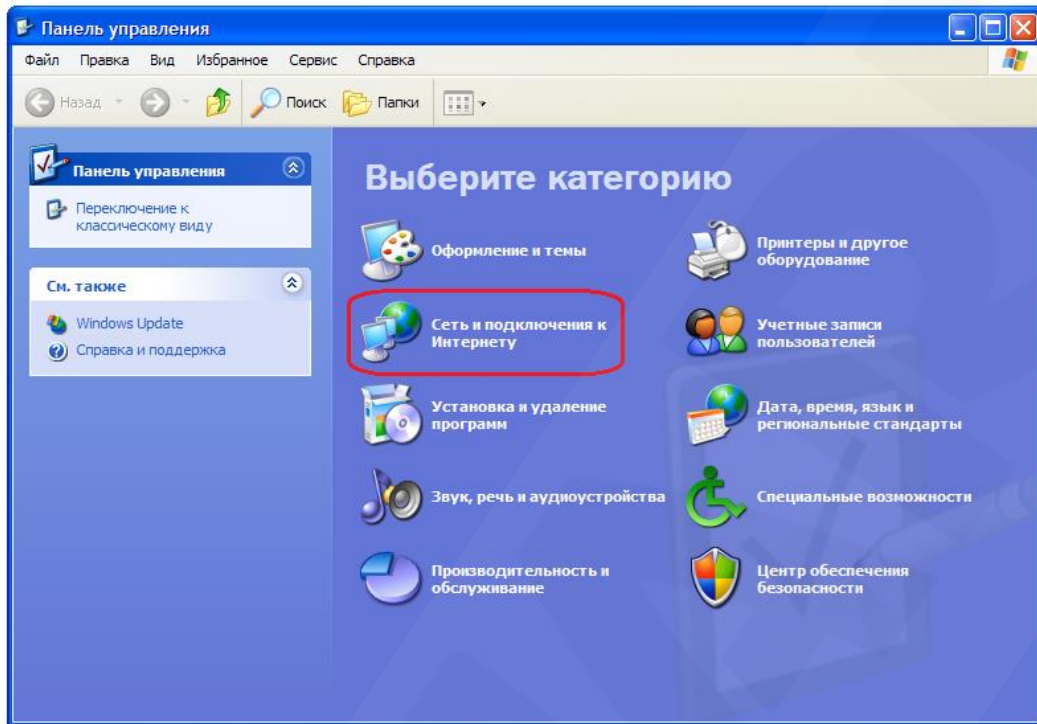 Панель управления
Файл Правка Вид Избранное Сервис Справка
Назад Поиск Папки
Панель управления
Переключение к
классическому виду
См. также
Windows Update
Справка и поддержка
Выберите категорию
Оформление и темы
Принтеры и другое
оборудование
Сеть и подключения к
Интернету
Учетные записи
пользователей
Установка и удаление
программ
Дата, время, язык и
региональные стандарты
Звук, речь и аудиоустройства
Специальные возможности
Производительность и
обслуживание
Центр обеспечения
безопасности